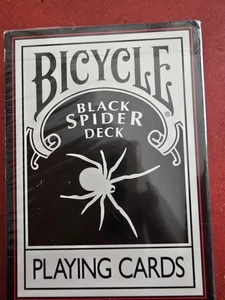 BICYCLE
BLACK
SPIDER
DECK
PLAYING CARDS